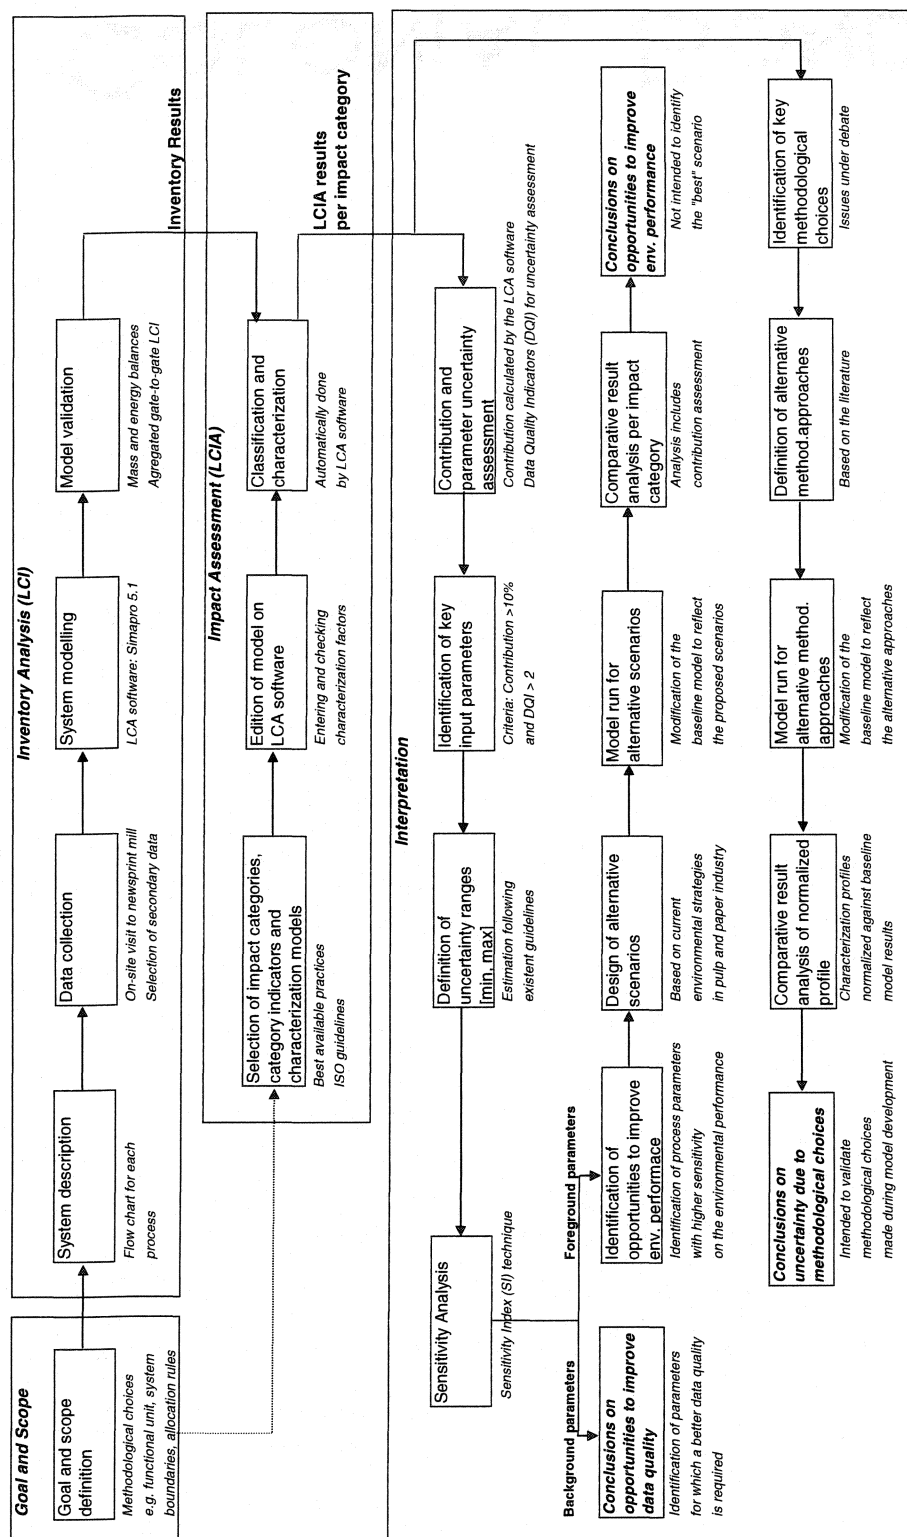 Goal and Scope
Goal and scope
definition
Methodological choices
e.g. functional unit, system
boundaries, allocation rules
Inventory Analysis (LCI)
System description
Flow chart for each
process
Data collection
On-site visit to newsprint mill
Selection of secondary data
System modelling
LCA software: Simapro 5.1
Model validation
Mass and energy balances
Agregated gate-to-gate LCI
Inventory Results
Impact Assessment (LCIA)
Selection of impact categories,
category indicators and
characterization models
Best available practices
ISO guidelines
Edition of model on
LCA software
Entering and checking
characterization factors
Classification and
characterization
Automatically done
by LCA software
LCIA results
per impact category
Interpretation
Contribution and
parameter uncertainty
assessment
Contribution calculated by the LCA software
Data Quality Indicators (DQI) for uncertainty assessment
Identification of key
input parameters
Criteria: Contribution >10%
and DQI > 2
Definition of
uncertainty ranges
[min, max]
Estimation following
existent guidelines
Sensitivity Analysis
Sensitivity Index (SI) technique
Background parameters
Foreground parameters
Conclusions on
opportunities to improve
data quality
Identification of parameters
for which a better data quality
is required
Identification of
opportunities to improve
env. performace
Identification of process parameters
with higher sensitivity
on the environmental performance
Design of alternative
scenarios
Based on current
environmental strategies
in pulp and paper industry
Model run for
alternative scenarios
Modification of the
baseline model to reflect
the proposed scenarios
Comparative result
analysis per impact
category
Analysis includes
contribution assessment
Conclusions on
opportunities to improve
env. performance
Not intended to identify
the "best" scenario
Identification of key
methodological
choices
Issues under debate
Definition of alternative
method.approaches
Based on the literature
Model run for
alternative method.
approaches
Modification of the
baseline model to reflect
the alternative approaches
Comparative result
analysis of normalized
profile
Characterization profiles
normalized against baseline
model results
Conclusions on
uncertainty due to
methodological choices
Intended to validate
methodological choices
made during model development